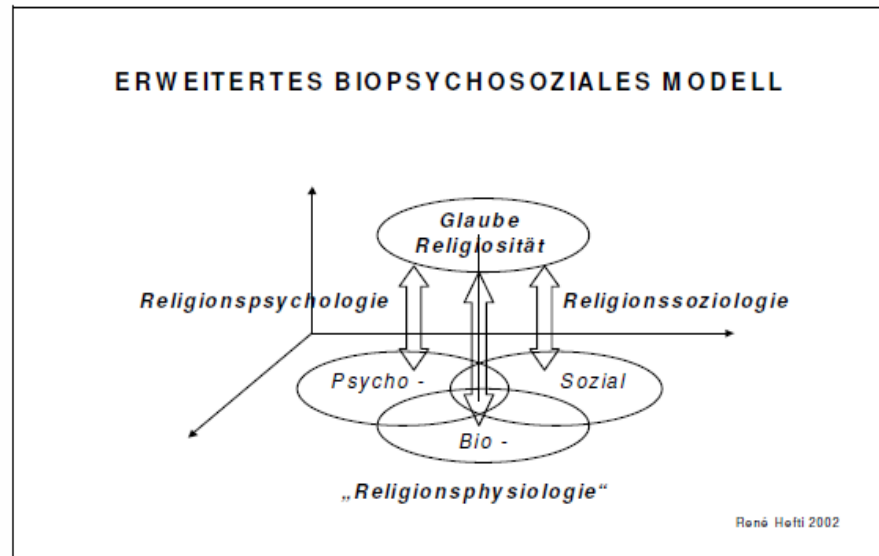 ERWEITERTES BIOPSYCHOSOZIALES MODELL
Glaube
Religiosität
Religionspsychologie
Religionssoziologie
Psycho -
Sozial
Bio -
„Religionsphysiologie“
René Hefti 2002